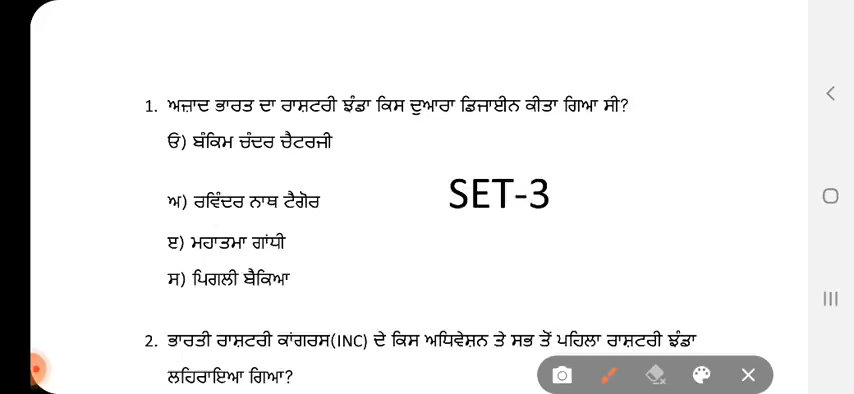 1. ਅਜ਼ਾਦ ਭਾਰਤ ਦਾ ਰਾਸ਼ਟਰੀ ਝੰਡਾ ਕਿਸ ਦੁਆਰਾ ਡਿਜਾਈਨ ਕੀਤਾ ਗਿਆ ਸੀ?
ੳ) ਬੰਕਿਮ ਚੰਦਰ ਚੈਟਰਜੀ
ਅ) ਰਵਿੰਦਰ ਨਾਥ ਟੈਗੋਰ
SET-3
ੲ) ਮਹਾਤਮਾ ਗਾਂਧੀ
ਸ) ਪਿਗਲੀ ਬੈਕਿਆ
2. ਭਾਰਤੀ ਰਾਸ਼ਟਰੀ ਕਾਂਗਰਸ(INC) ਦੇ ਕਿਸ ਅਧਿਵੇਸ਼ਨ ਤੇ ਸਭ ਤੋਂ ਪਹਿਲਾ ਰਾਸ਼ਟਰੀ ਝੰਡਾ
ਲਹਿਰਾਇਆ ਗਿਆ?